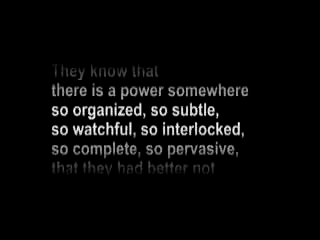 They know that
there is a power somewhere
so organized, so subtle,
so watchful, so interlocked,
so complete, so pervasive,
that they had better not